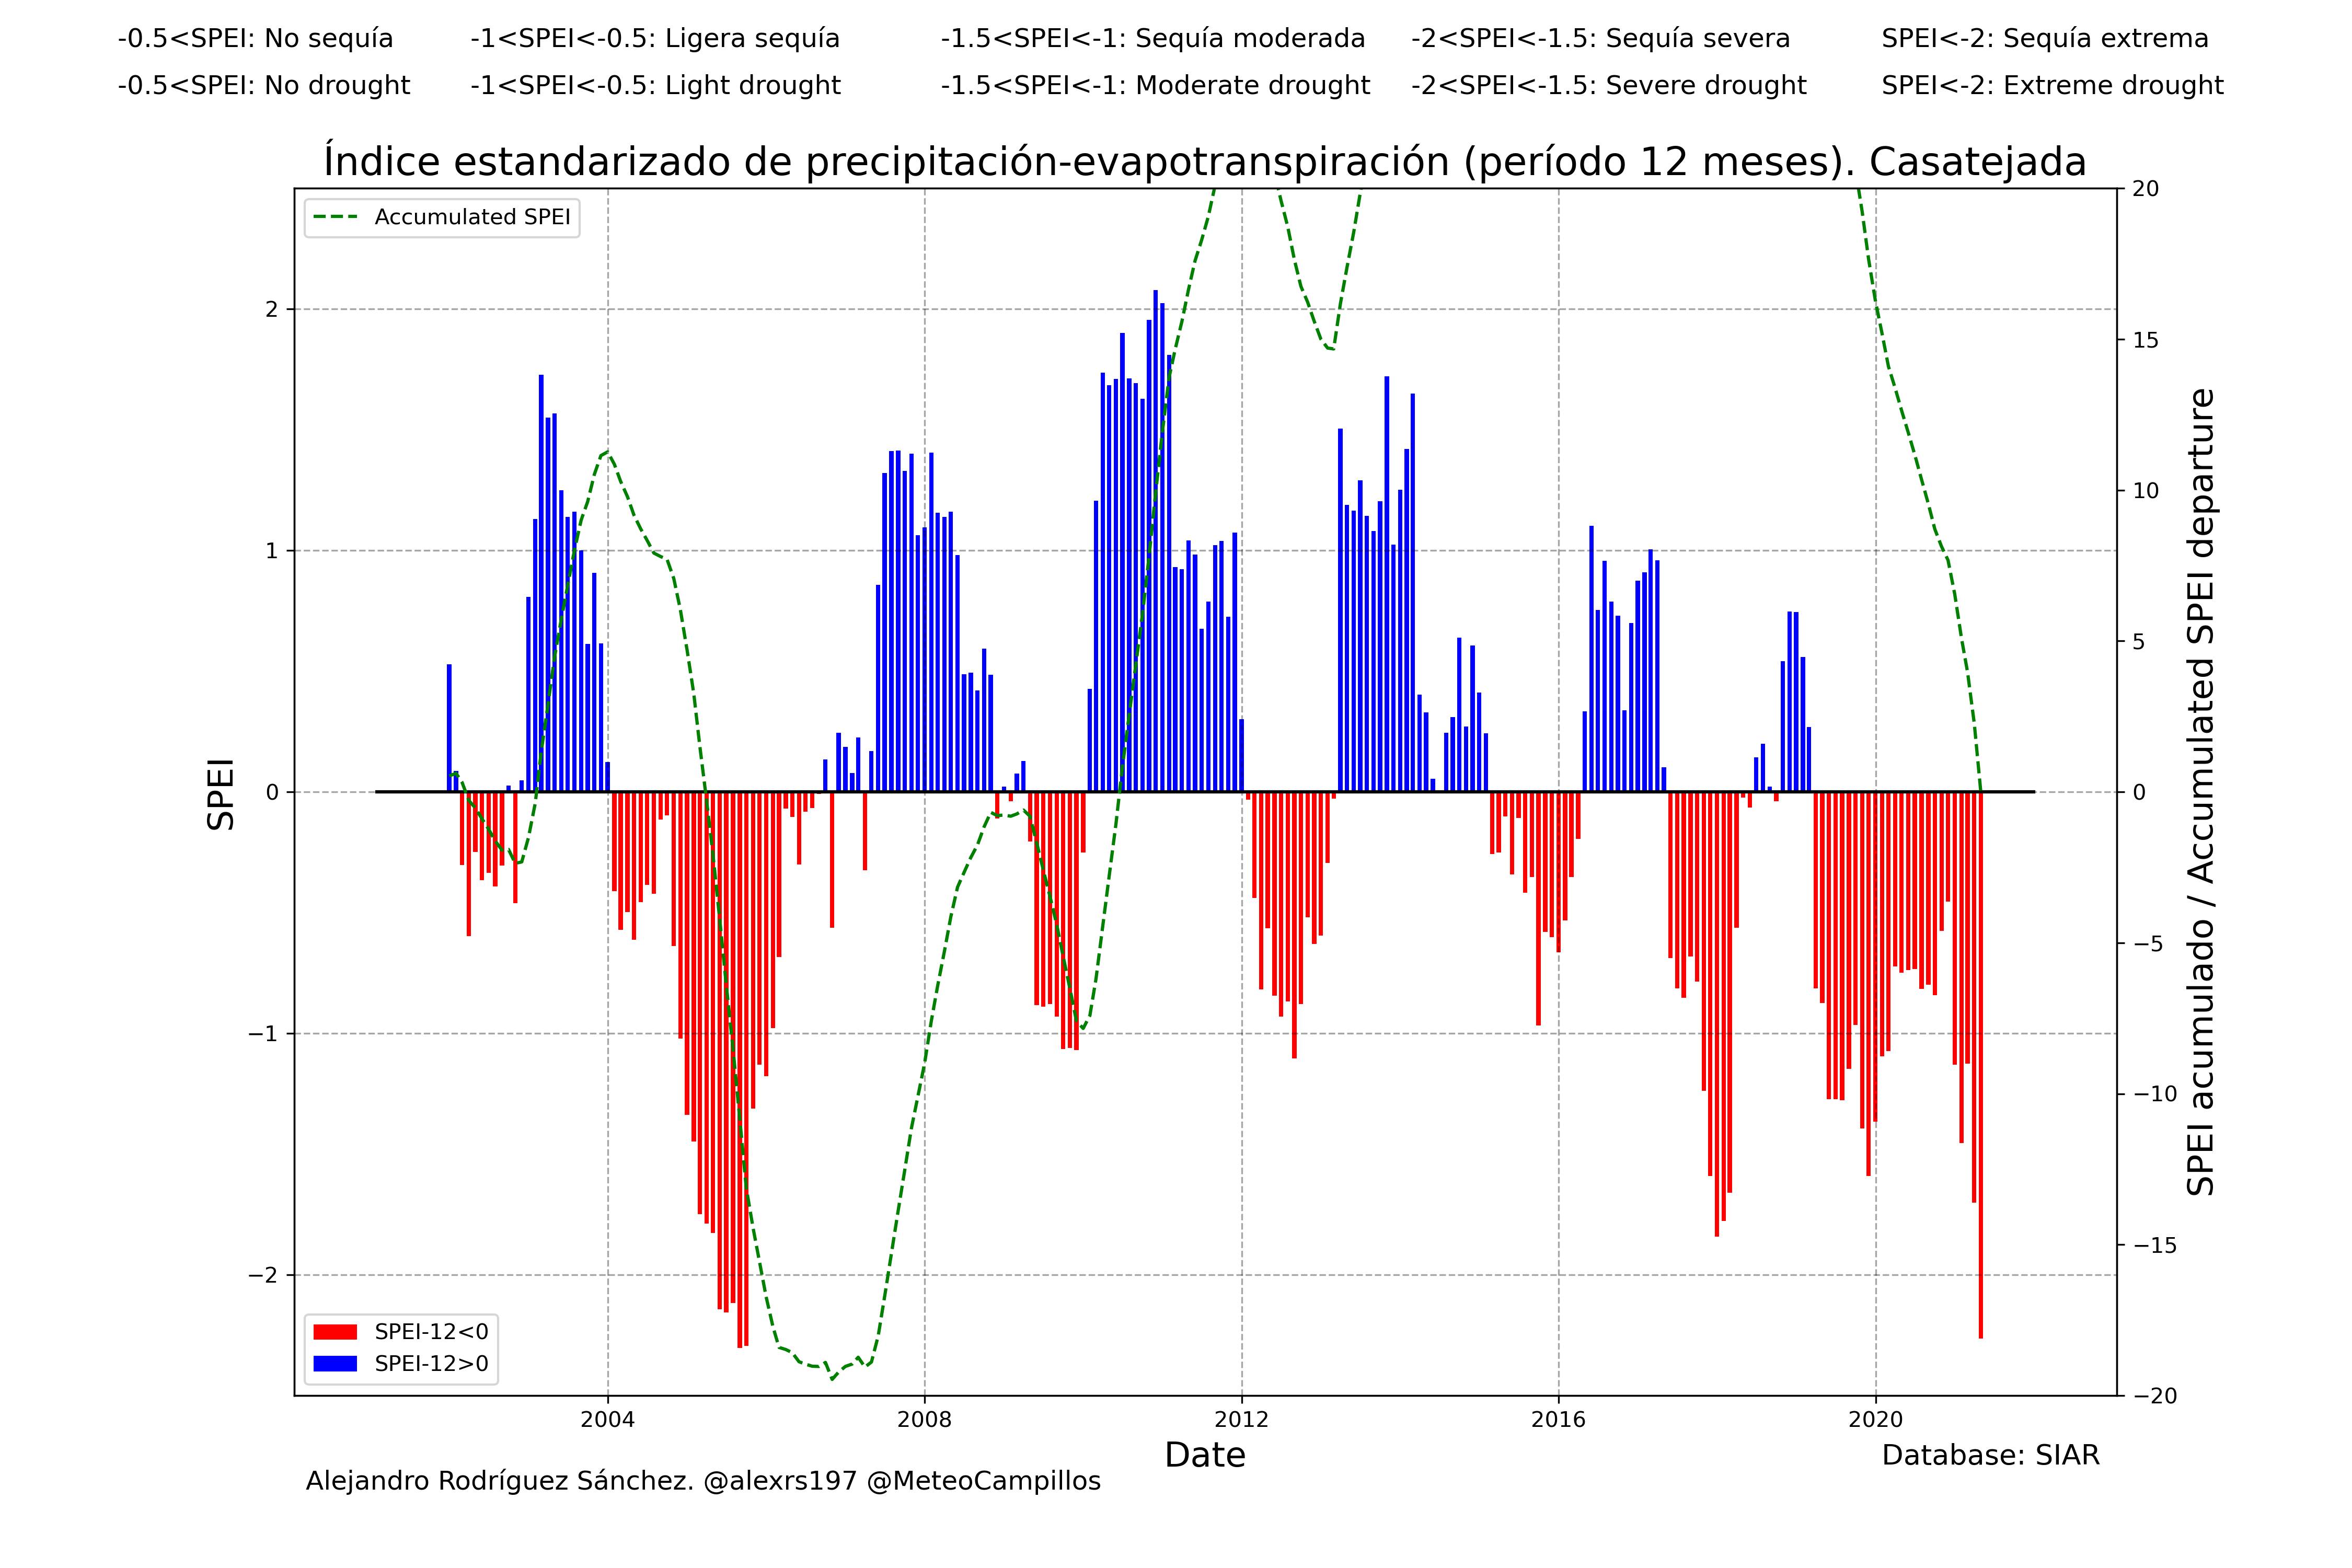 -0.5<SPEI: No sequía -1<SPEI<-0.5: Ligera sequía -1.5<SPEI<-1: Sequía moderada -2<SPEI<-1.5: Sequía severa SPEI<-2: Sequía extrema
-0.5<SPEI: No drought -1<SPEI<-0.5: Light drought -1.5<SPEI<-1: Moderate drought -2<SPEI<-1.5: Severe drought SPEI<-2: Extreme drought
Índice estandarizado de precipitación-evapotranspiración (período 12 meses). Casatejada
Accumulated SPEI
SPEI
2
1
0
−1
−2
20
15
10
5
0
−5
−10
−15
−20
SPEI acumulado / Accumulated SPEI departure
SPEI-12<0
SPEI-12>0
2004 2008 2012 2016 2020
Date
Database: SIAR
Alejandro Rodríguez Sánchez. @alexrs197 @MeteoCampillos